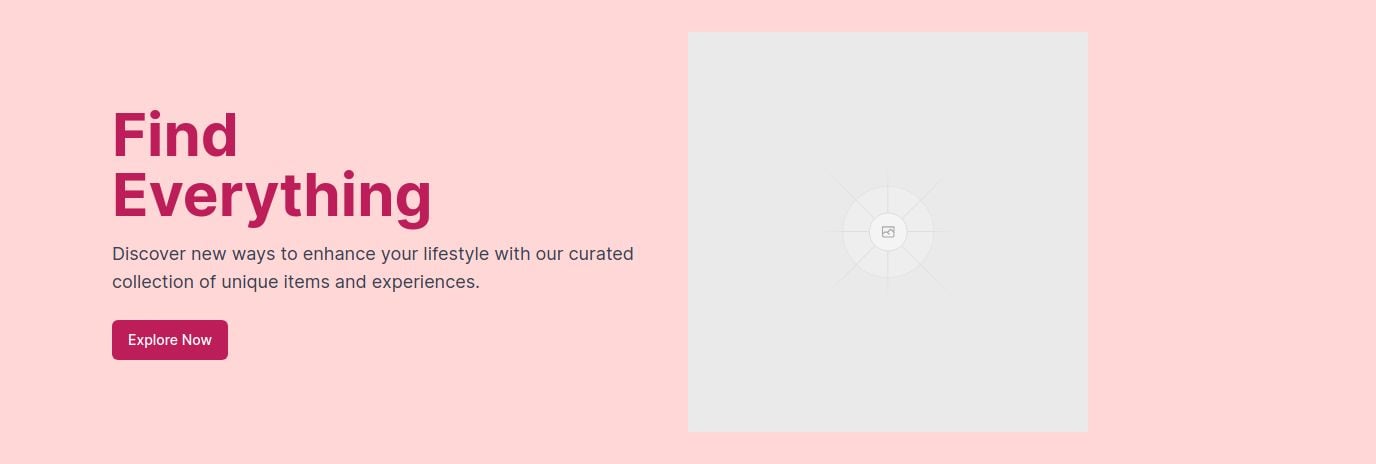 Find
Everything
Discover new ways to enhance your lifestyle with our curated
collection of unique items and experiences.
Explore Now